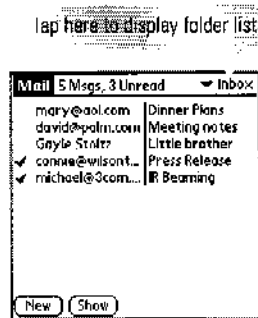 Tap here to display folder list
Mail 5 Msgs, 3 Unread Inbox
mary@aol.com Dinner Plans
david@palm.com Meeting notes
Gayle Stoltz Little brother
connie@wilsont... Press Release
michael@3com.... IR Beaming
New Show